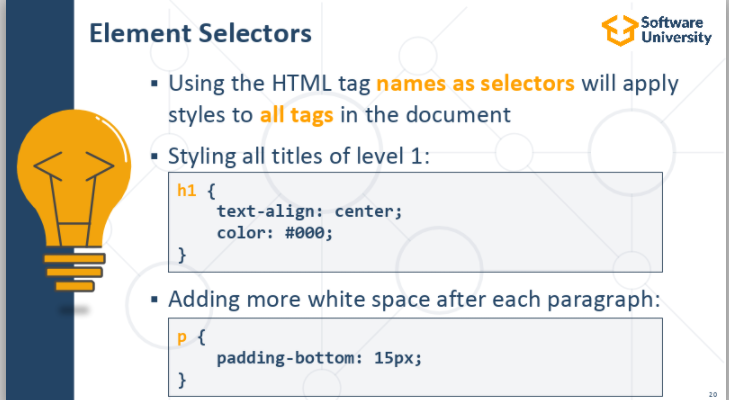 Element Selectors
Software
University
▪ Using the HTML tag names as selectors will apply
styles to all tags in the document
▪ Styling all titles of level 1:
h1 {
    text-align: center;
    color: #000;
}
▪ Adding more white space after each paragraph:
p {
    padding-bottom: 15px;
}
20